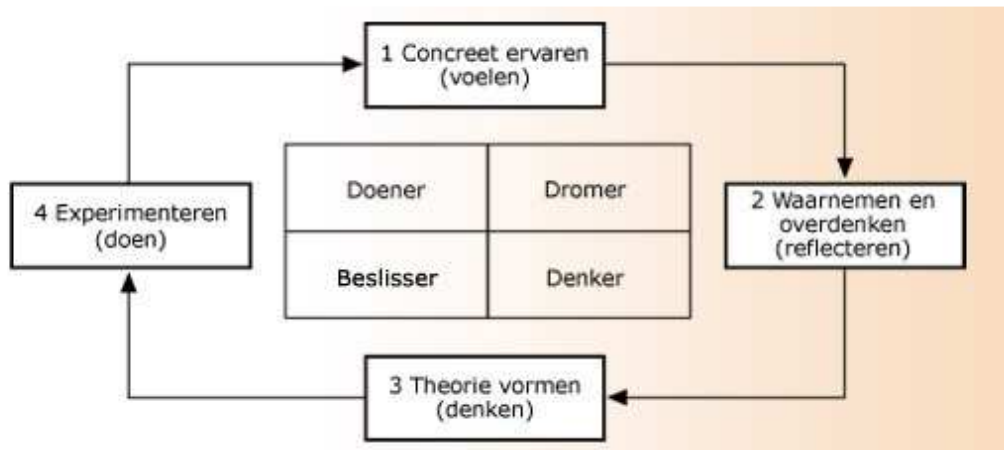 1 Concreet ervaren
(voelen)
Doener
Dromer
4 Experimenteren
(doen)
2 Waarnemen en
overdenken
(reflecteren)
Beslisser
Denker
3 Theorie vormen
(denken)